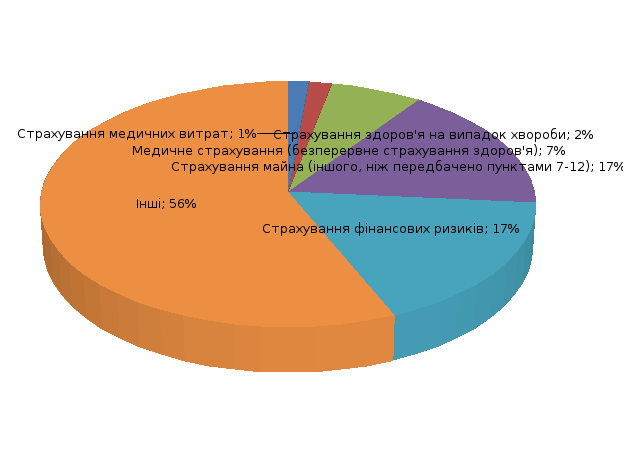 Страхування медичних витрат; 1%
Страхування здоров'я на випадок хвороби; 2%
Медичне страхування (безперервне страхування здоров'я); 7%
Страхування майна (іншого, ніж передбачено пунктами 7-12); 17%
Інші; 56%
Страхування фінансових ризиків; 17%